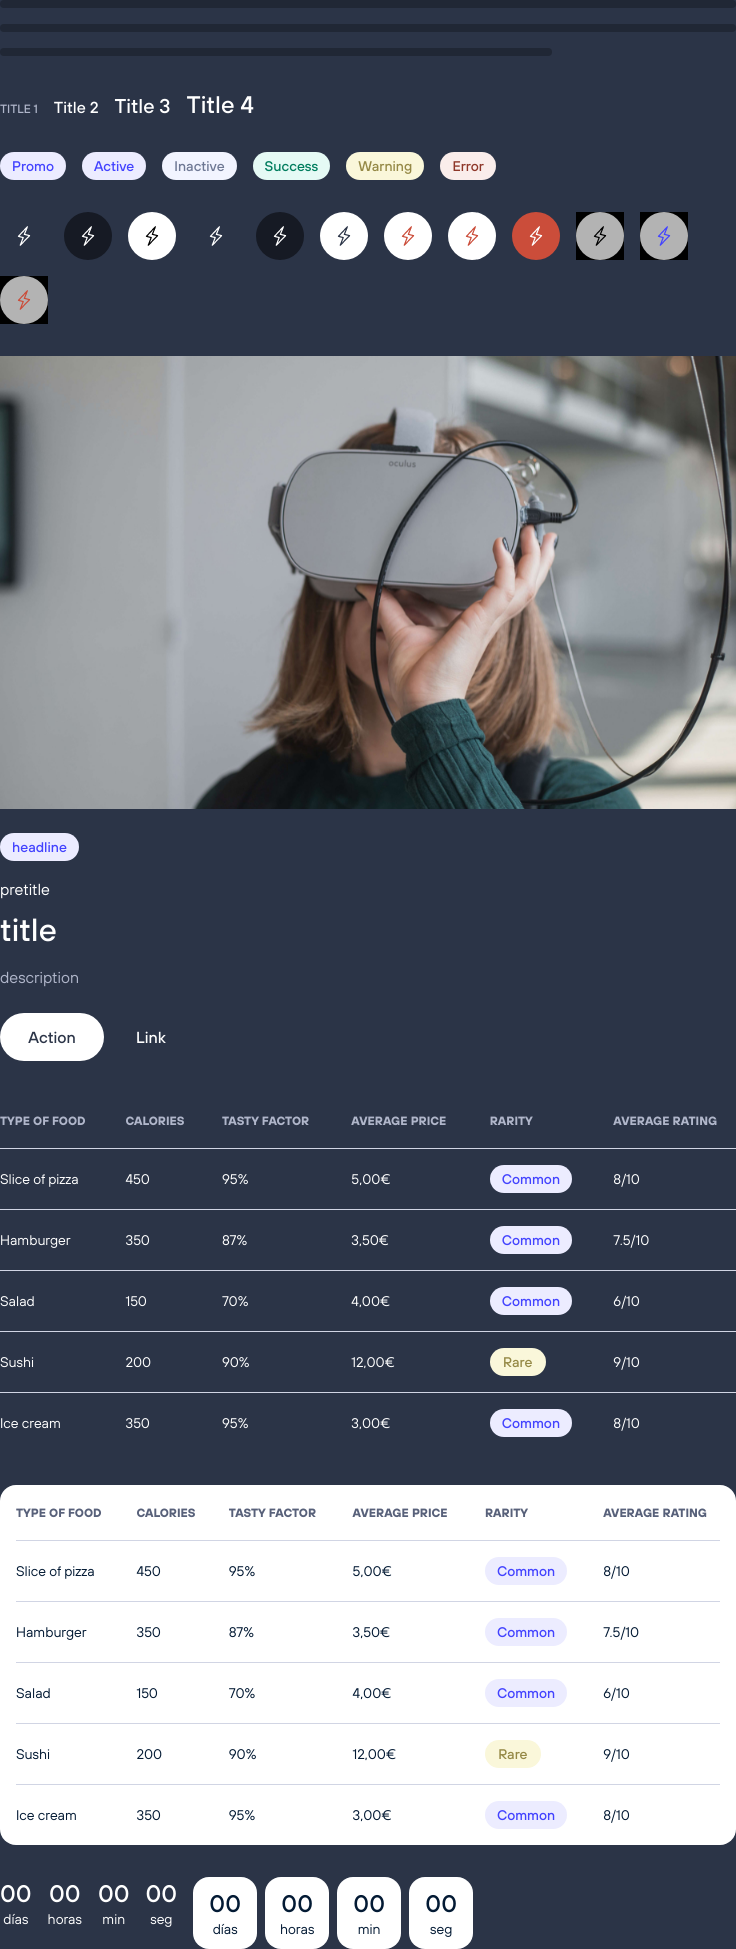 TITLE 1 Title 2 Title 3 Title 4
Promo Active Inactive Success Warning Error
oculus
headline
pretitle
title
description
Action Link
TYPE OF FOOD CALORIES TASTY FACTOR AVERAGE PRICE RARITY AVERAGE RATING
Slice of pizza 450 95% 5,00€ Common 8/10
Hamburger 350 87% 3,50€ Common 7.5/10
Salad 150 70% 4,00€ Common 6/10
Sushi 200 90% 12,00€ Rare 9/10
Ice cream 350 95% 3,00€ Common 8/10
TYPE OF FOOD CALORIES TASTY FACTOR AVERAGE PRICE RARITY AVERAGE RATING
Slice of pizza 450 95% 5,00€ Common 8/10
Hamburger 350 87% 3,50€ Common 7.5/10
Salad 150 70% 4,00€ Common 6/10
Sushi 200 90% 12,00€ Rare 9/10
Ice cream 350 95% 3,00€ Common 8/10
00 00 00 00 00 00 00 00
días horas min seg días horas min seg